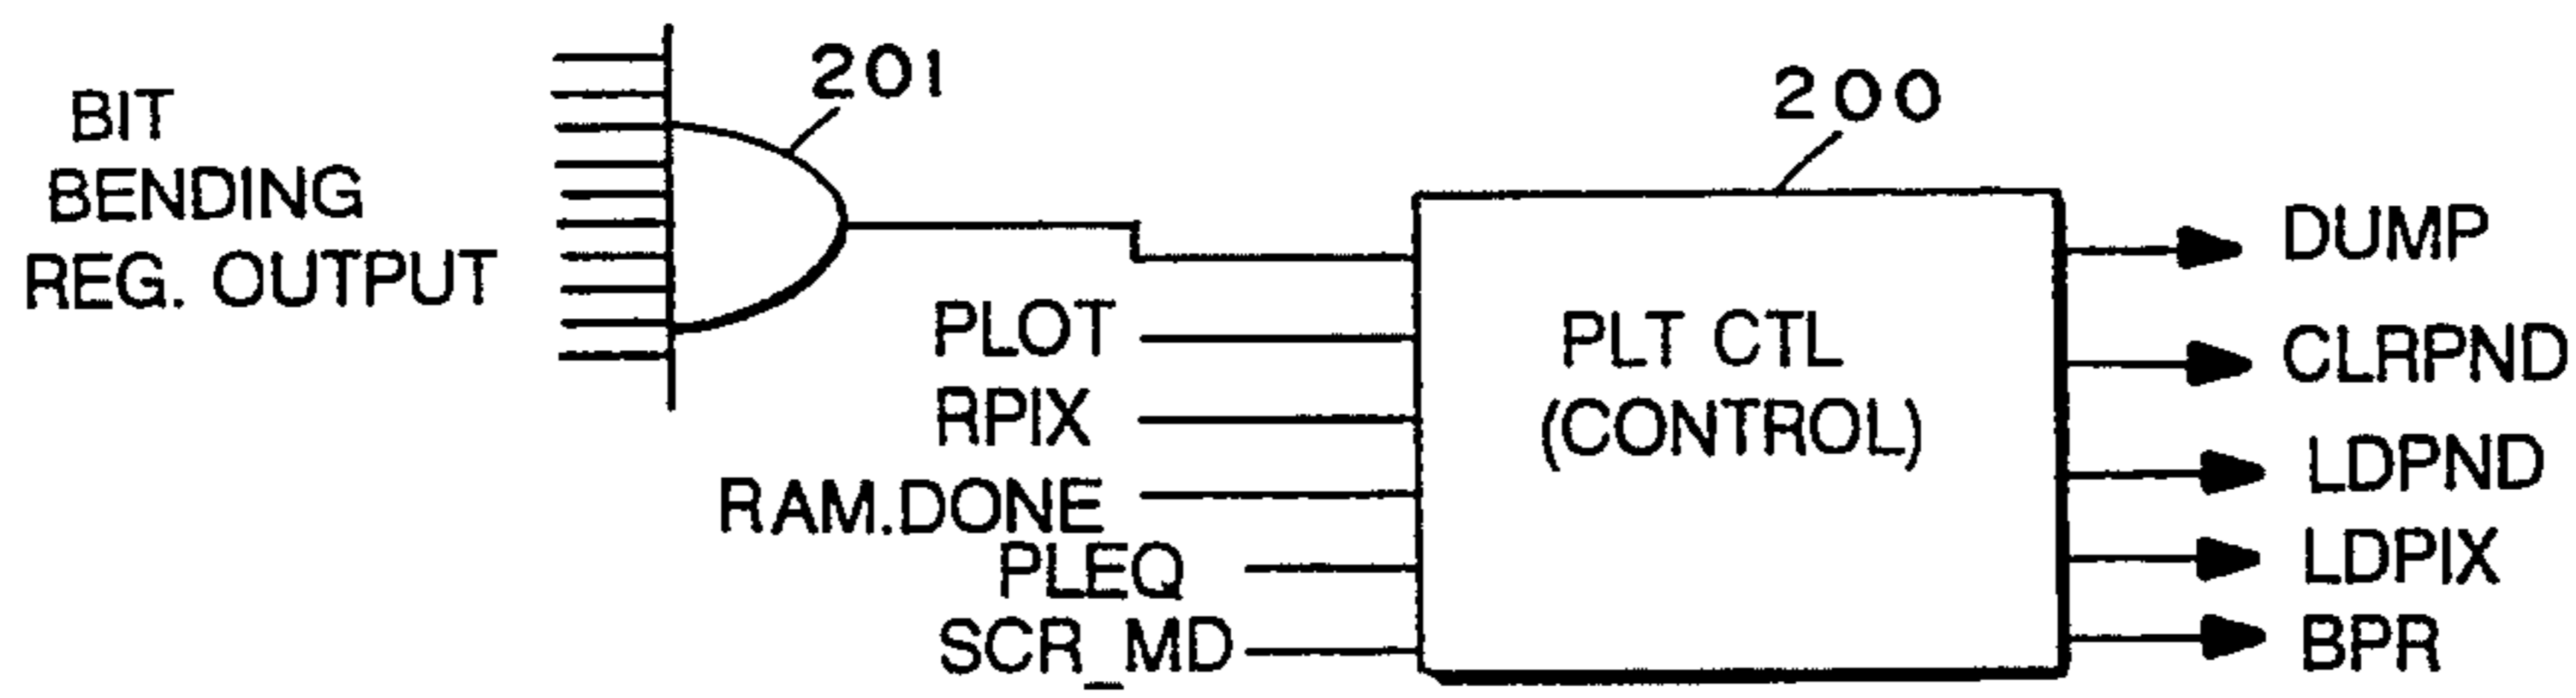 201
200
BIT
BENDING
REG. OUTPUT
PLOT
RPIX
RAM.DONE
PLEQ
SCR_MD
PLT CTL
(CONTROL)
DUMP
CLRPND
LDPND
LDPIX
BPR